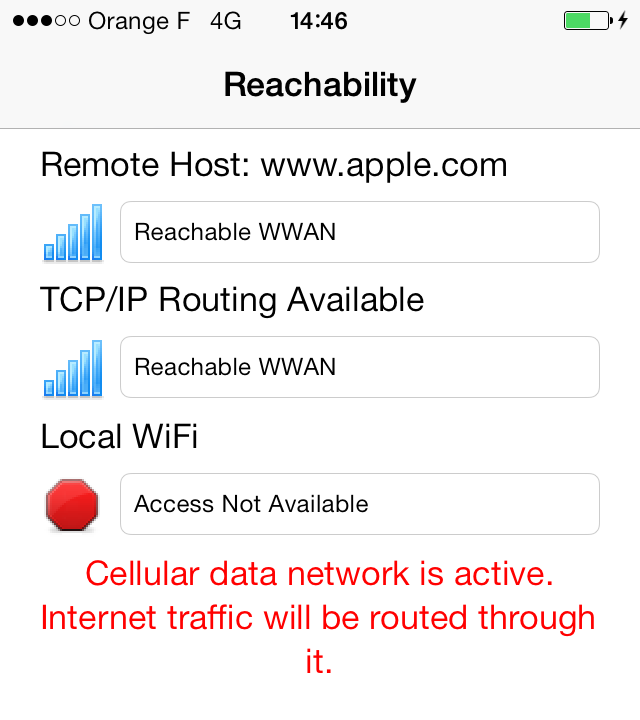 Orange F 4G 14:46
Reachability
Remote Host: www.apple.com
Reachable WWAN
TCP/IP Routing Available
Reachable WWAN
Local WiFi
Access Not Available
Cellular data network is active.
Internet traffic will be routed through
it.